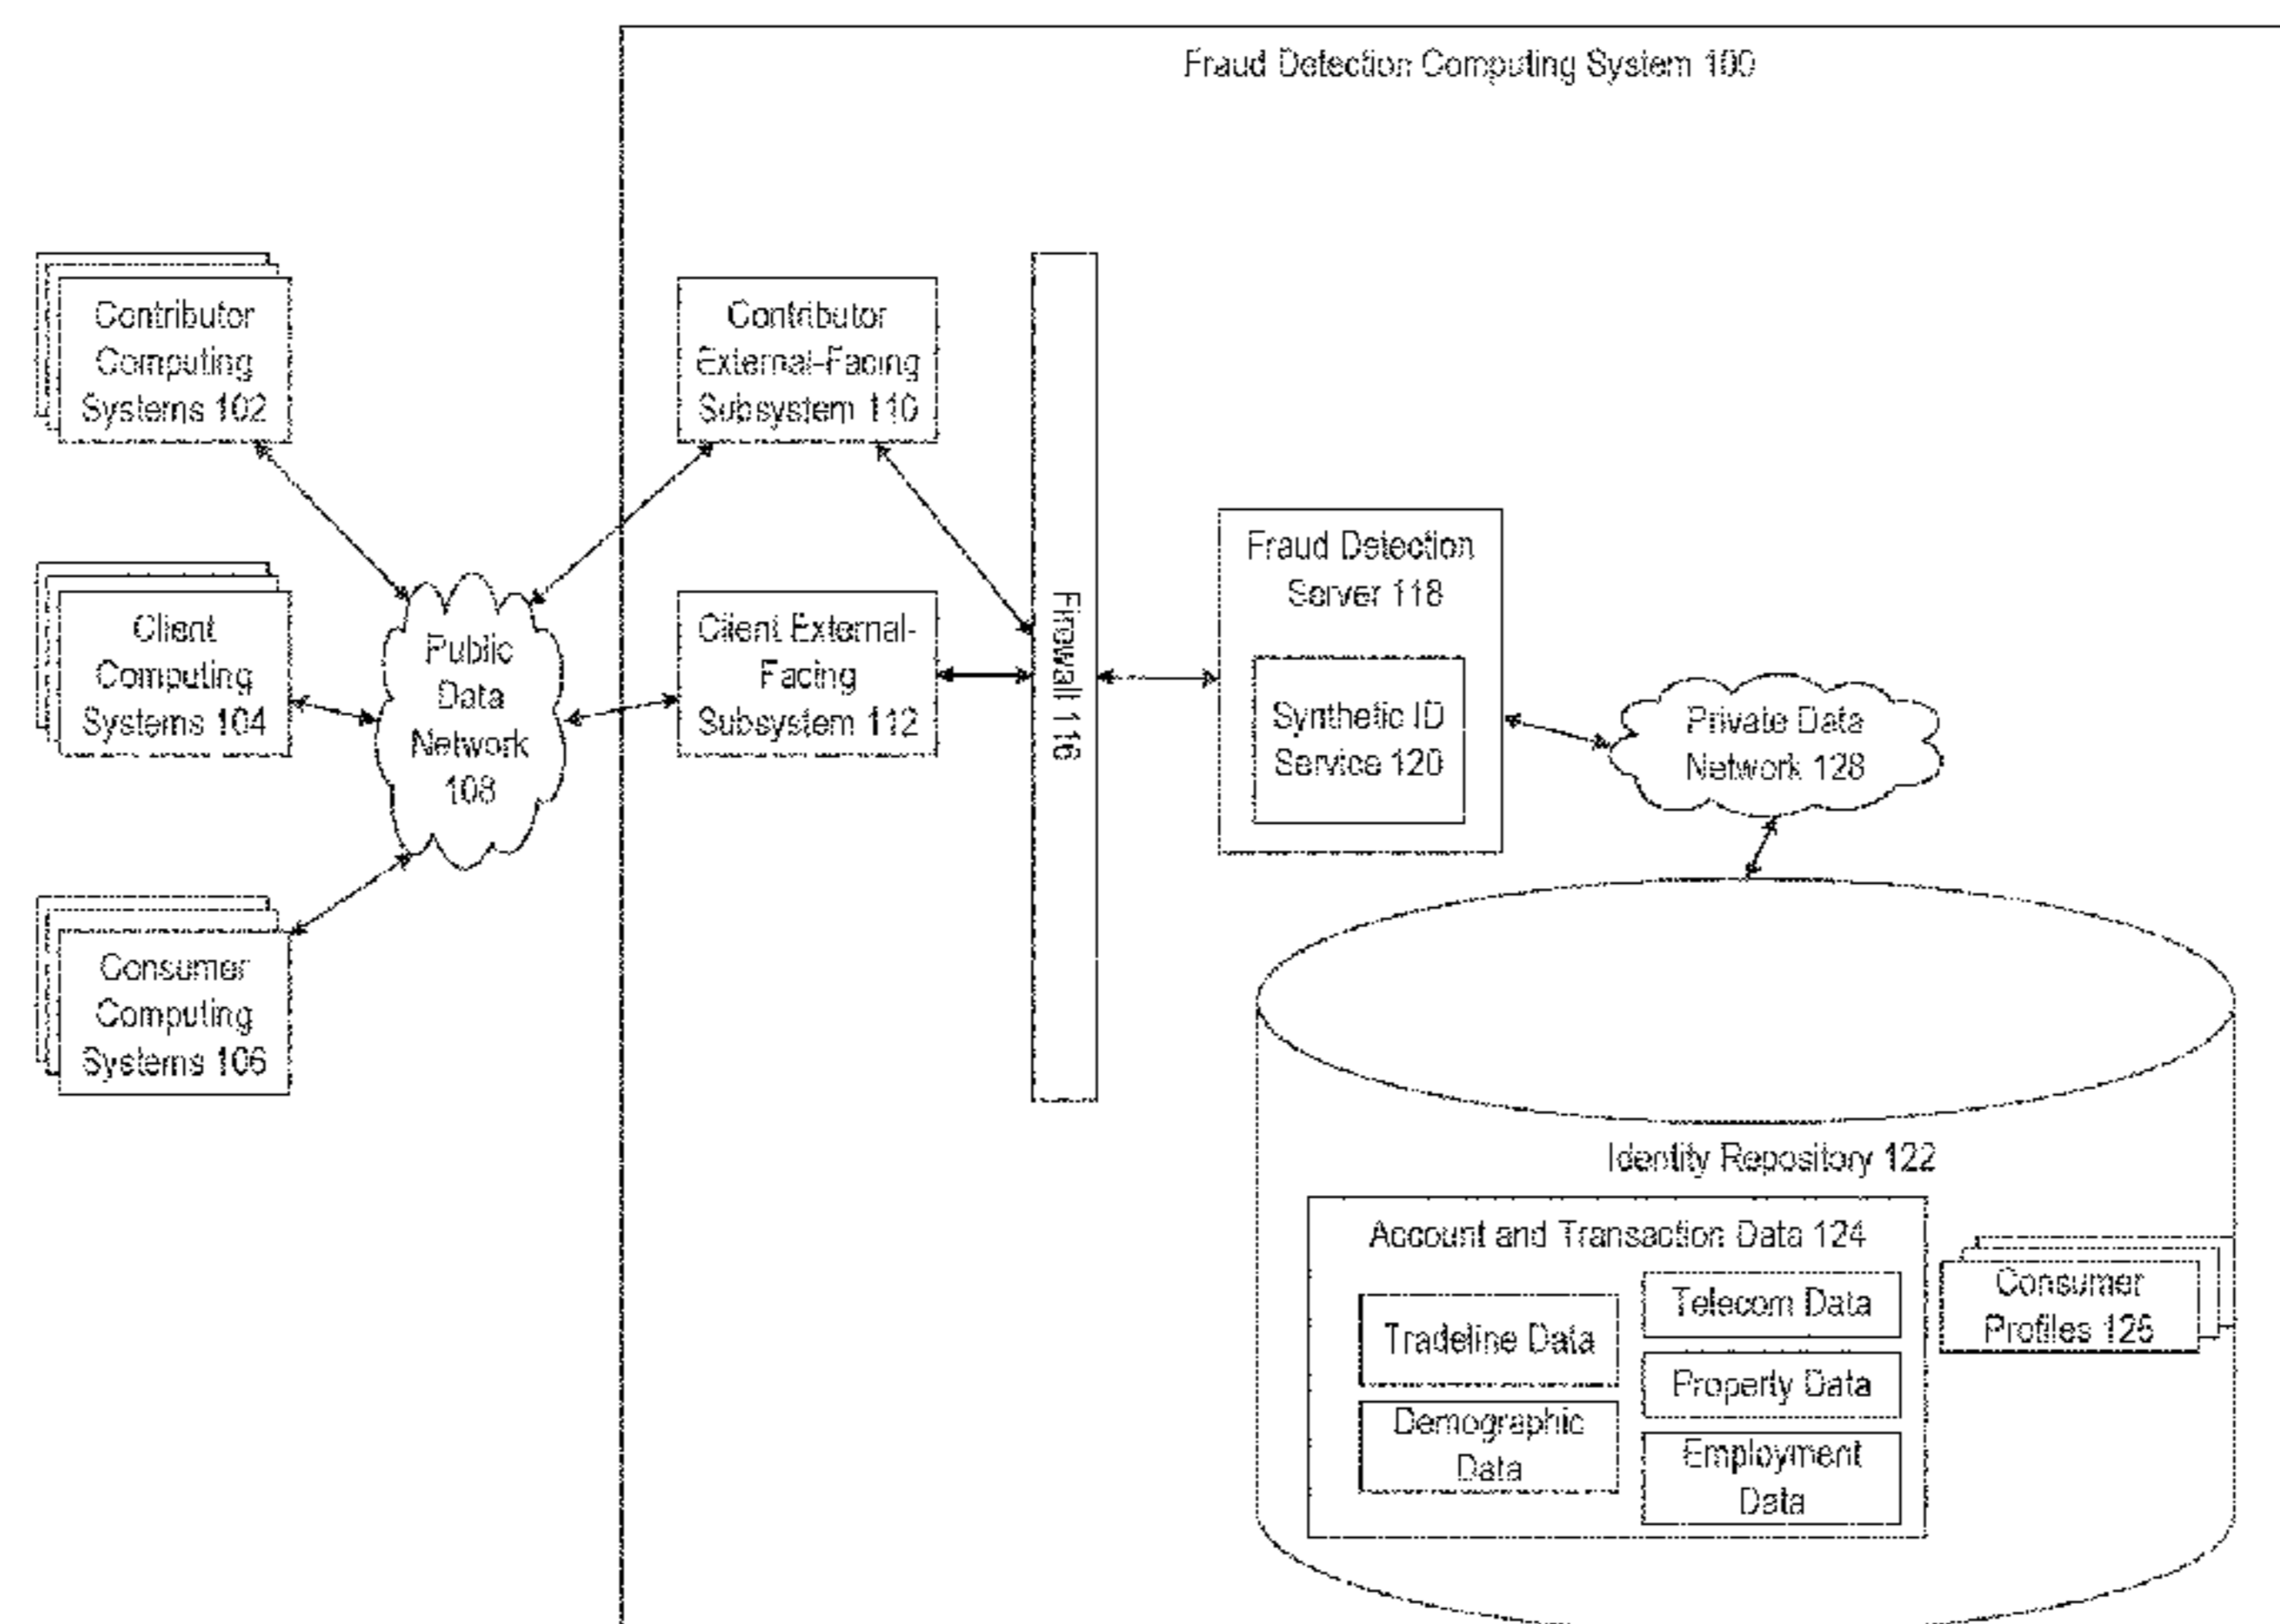 Fraud Detection Computing System 100
Contributor
Computing
Systems 102
Client
Computing
Systems 104
Consumer
Computing
Systems 106
Public
Data
Network
108
Contributor
External-Facing
Subsystem 110
Client External-
Facing
Subsystem 112
Firewall 116
Fraud Detection
Server 118
Synthetic ID
Service 120
Private Data
Network 128
Identity Repository 122
Account and Transaction Data 124
Tradeline Data
Demographic
Data
Telecom Data
Property Data
Employment
Data
Consumer
Profiles 126